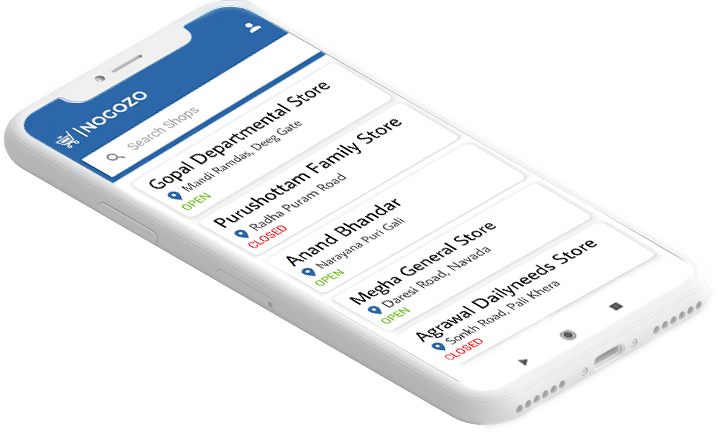 |NOGOZO
Search Shops
Gopal Departmental Store
Mandi Ramdas, Deeg Gate
OPEN
Purushottam Family Store
Radha Puram Road
CLOSED
Anand Bhandar
Narayana Puri Gali
OPEN
Megha General Store
Daresi Road, Navada
OPEN
Agrawal Dailyneeds Store
Sonkh Road, Pali Khera
CLOSED